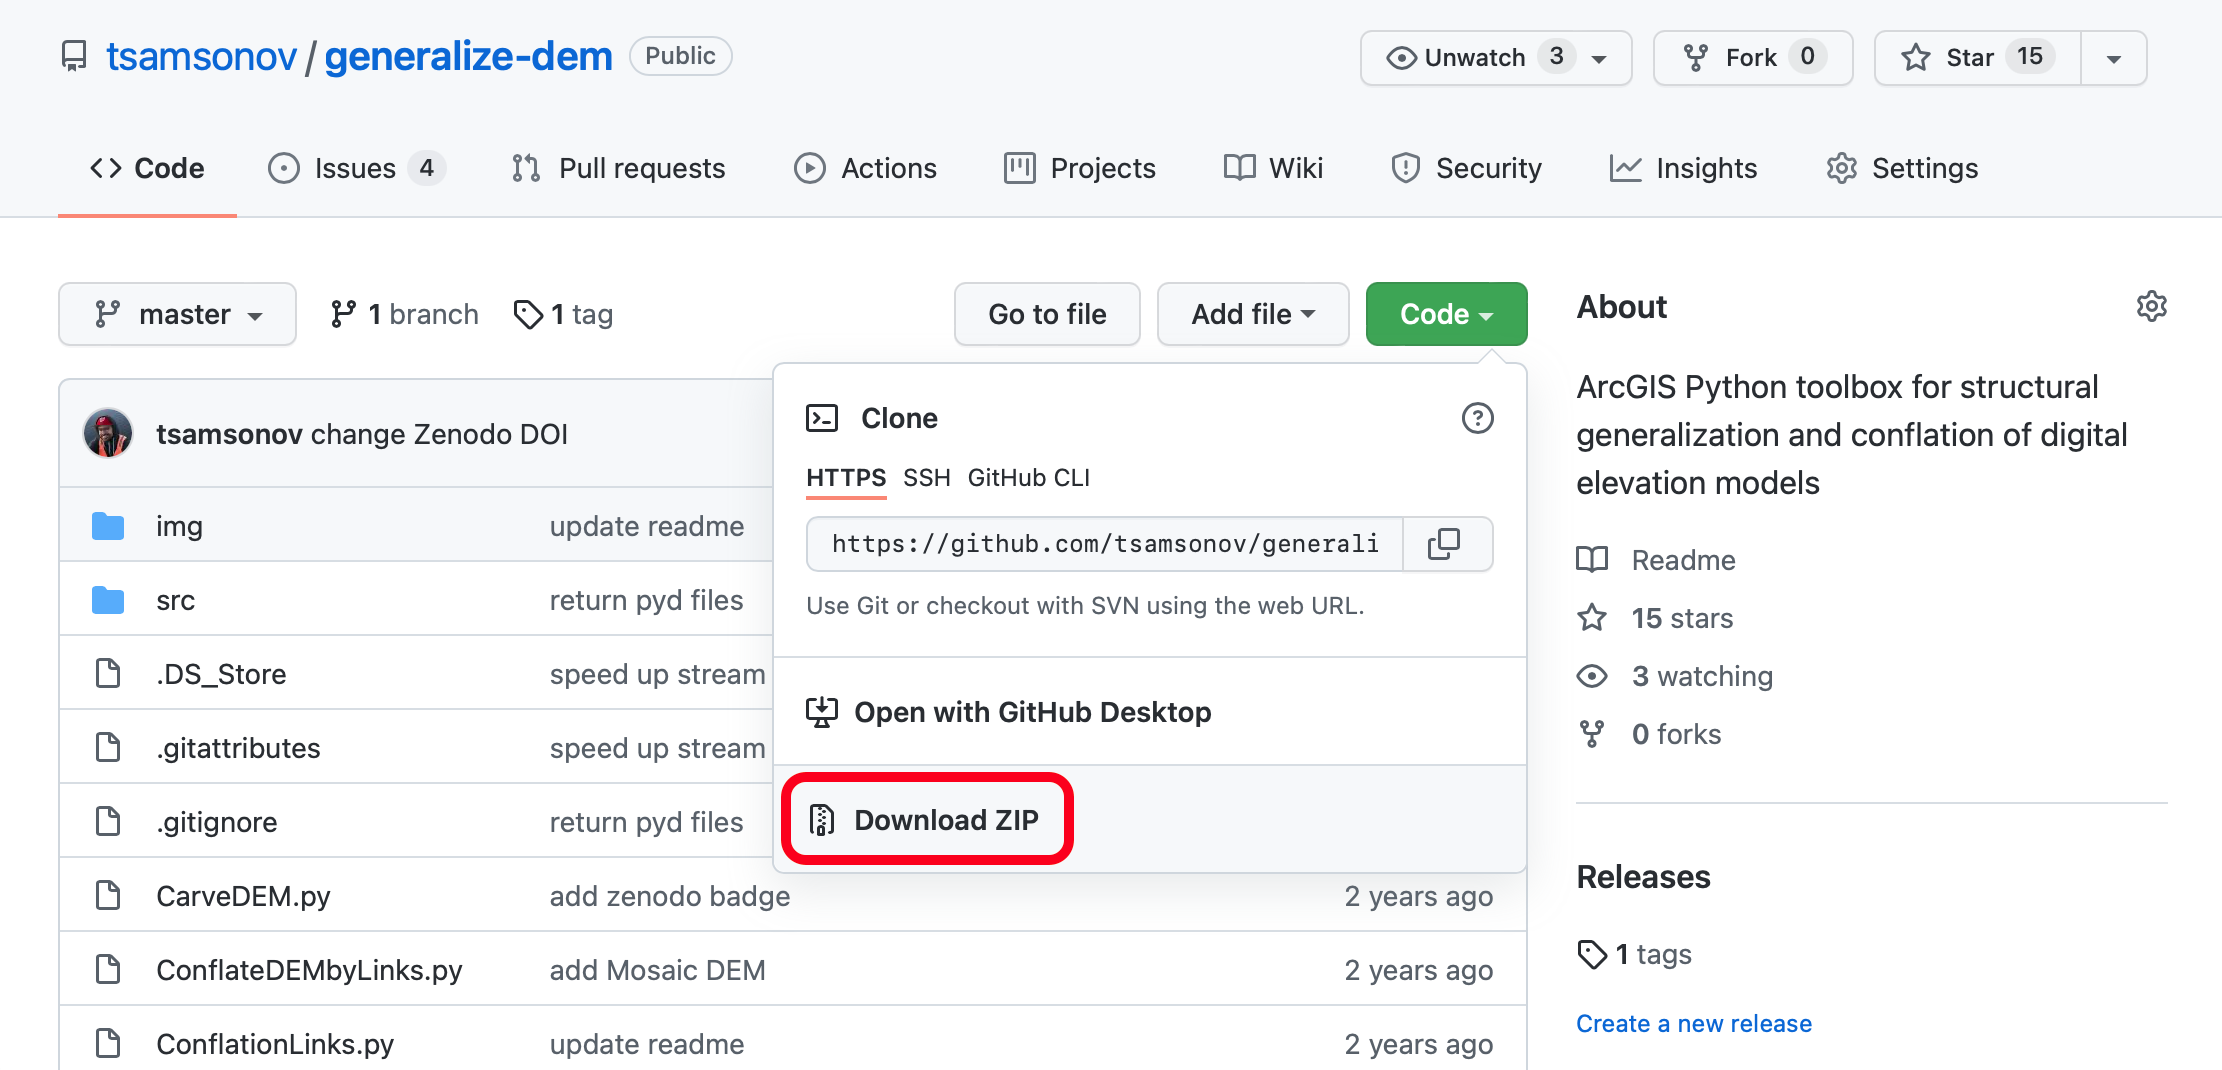 tsamsonov / generalize-dem Public
Unwatch 3 Fork 0 Star 15
Code Issues 4 Pull requests Actions Projects Wiki Security Insights Settings
master 1 branch 1 tag Go to file Add file Code
tsamsonov change Zenodo DOI
img update readme
src return pyd files
.DS_Store speed up stream
.gitattributes speed up stream
.gitignore return pyd files
CarveDEM.py add zenodo badge 2 years ago
ConflateDEMbyLinks.py add Mosaic DEM 2 years ago
ConflationLinks.py update readme 2 years ago
Clone
HTTPS SSH GitHub CLI
https://github.com/tsamsonov/generali
Use Git or checkout with SVN using the web URL.
Open with GitHub Desktop
Download ZIP
About
ArcGIS Python toolbox for structural
generalization and conflation of digital
elevation models
Readme
15 stars
3 watching
0 forks
Releases
1 tags
Create a new release